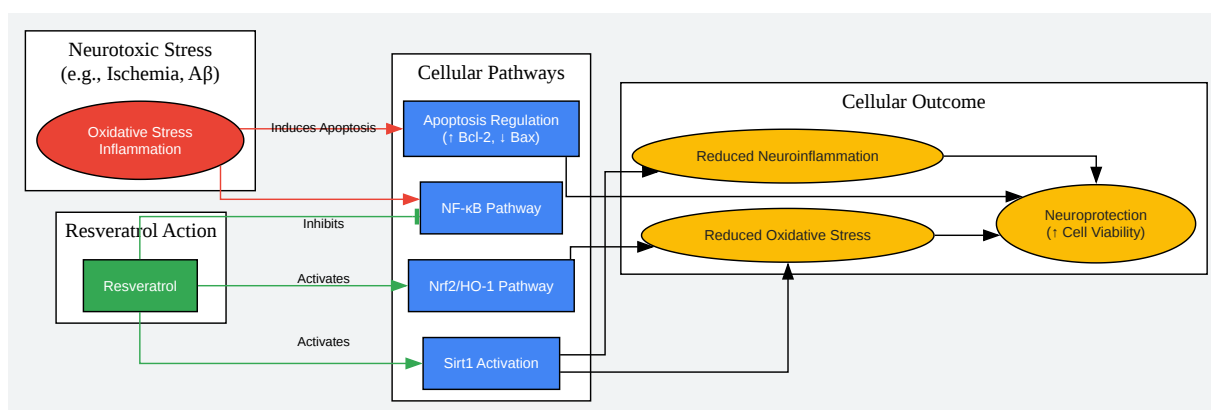 Neurotoxic Stress
(e.g., Ischemia, Aβ)
Oxidative Stress
Inflammation
Resveratrol Action
Resveratrol
Induces Apoptosis
Inhibits
Activates
Activates
Cellular Pathways
Apoptosis Regulation
(↑ Bcl-2, ↓ Bax)
NF-κB Pathway
Nrf2/HO-1 Pathway
Sirt1 Activation
Cellular Outcome
Reduced Neuroinflammation
Reduced Oxidative Stress
Neuroprotection
(↑ Cell Viability)